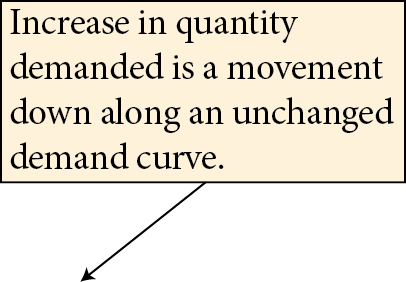 Increase in quantity
demanded is a movement
down along an unchanged
demand curve.